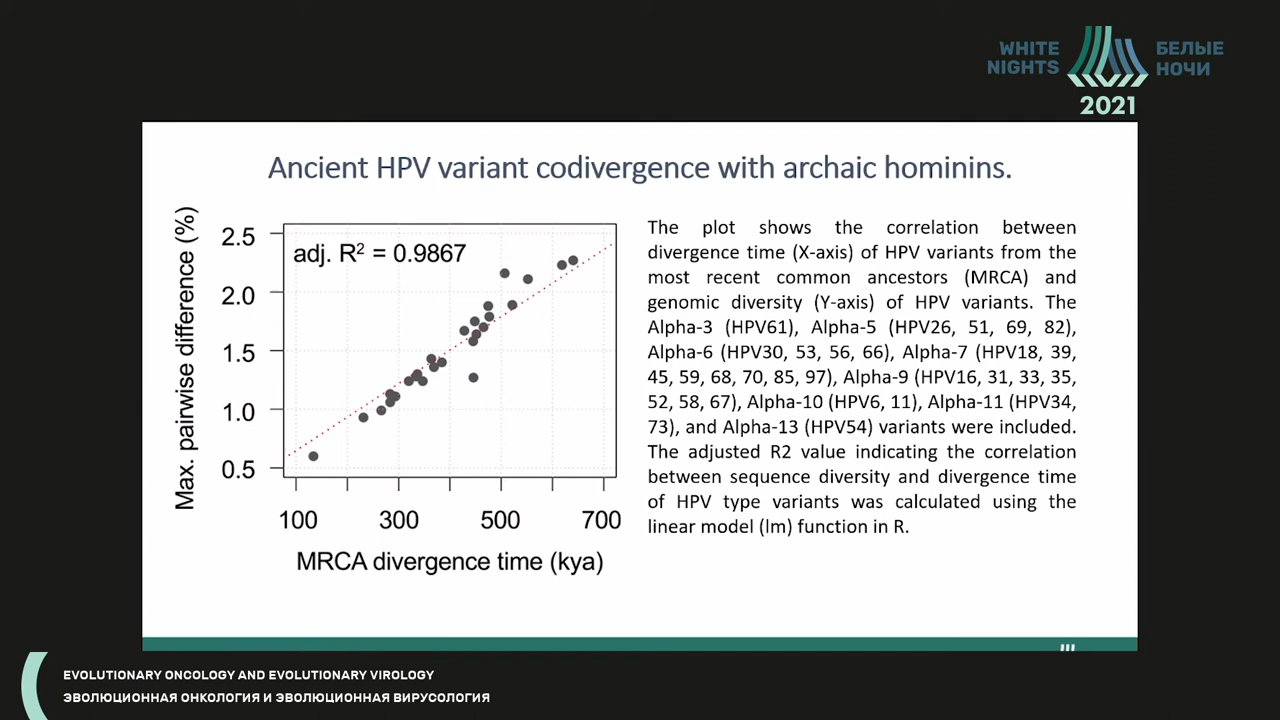 WHITE
NIGHTS
БЕЛЫЕ
НОЧИ
2021
Ancient HPV variant codivergence with archaic hominins.
Max. pairwise difference (%)
2.5
2.0
1.5
1.0
0.5
adj. R² = 0.9867
100 300 500 700
MRCA divergence time (kya)
The plot shows the correlation between
divergence time (X-axis) of HPV variants from the
most recent common ancestors (MRCA) and
genomic diversity (Y-axis) of HPV variants. The
Alpha-3 (HPV61), Alpha-5 (HPV26, 51, 69, 82),
Alpha-6 (HPV30, 53, 56, 66), Alpha-7 (HPV18, 39,
45, 59, 68, 70, 85, 97), Alpha-9 (HPV16, 31, 33, 35,
52, 58, 67), Alpha-10 (HPV6, 11), Alpha-11 (HPV34,
73), and Alpha-13 (HPV54) variants were included.
The adjusted R2 value indicating the correlation
between sequence diversity and divergence time
of HPV type variants was calculated using the
linear model (lm) function in R.
EVOLUTIONARY ONCOLOGY AND EVOLUTIONARY VIROLOGY
ЭВОЛЮЦИОННАЯ ОНКОЛОГИЯ И ЭВОЛЮЦИОННАЯ ВИРУСОЛОГИЯ